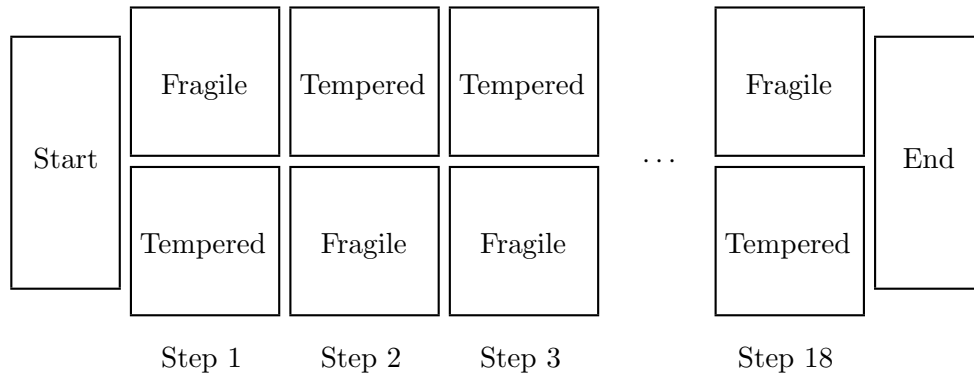 Fragile Tempered Tempered Fragile
Start ... End
Tempered Fragile Fragile Tempered
Step 1 Step 2 Step 3 Step 18